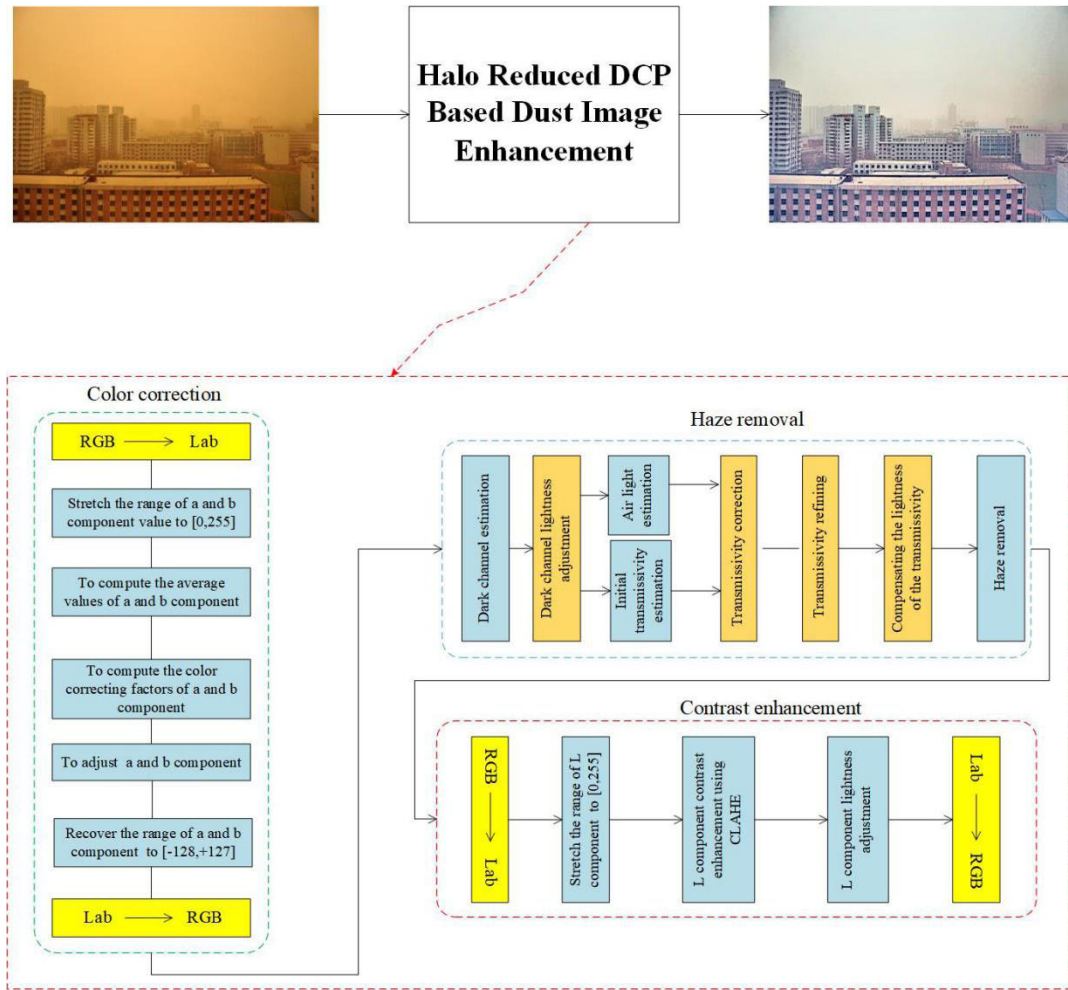 Halo Reduced DCP
Based Dust Image
Enhancement
Color correction
RGB → Lab
Stretch the range of a and b
component value to [0,255]
To compute the average
values of a and b component
To compute the color
correcting factors of a and b
component
To adjust a and b component
Recover the range of a and b
component to [-128,+127]
Lab → RGB
Haze removal
Dark channel estimation
Dark channel lightness
adjustment
Air light
estimation
Initial
transmissivity
estimation
Transmissivity correction
Transmissivity refining
Compensating the lightness
of the transmissivity
Haze removal
Contrast enhancement
RGB → Lab
Stretch the range of L
component to [0,255]
L component contrast
enhancement using
CLAHE
L component lightness
adjustment
Lab → RGB